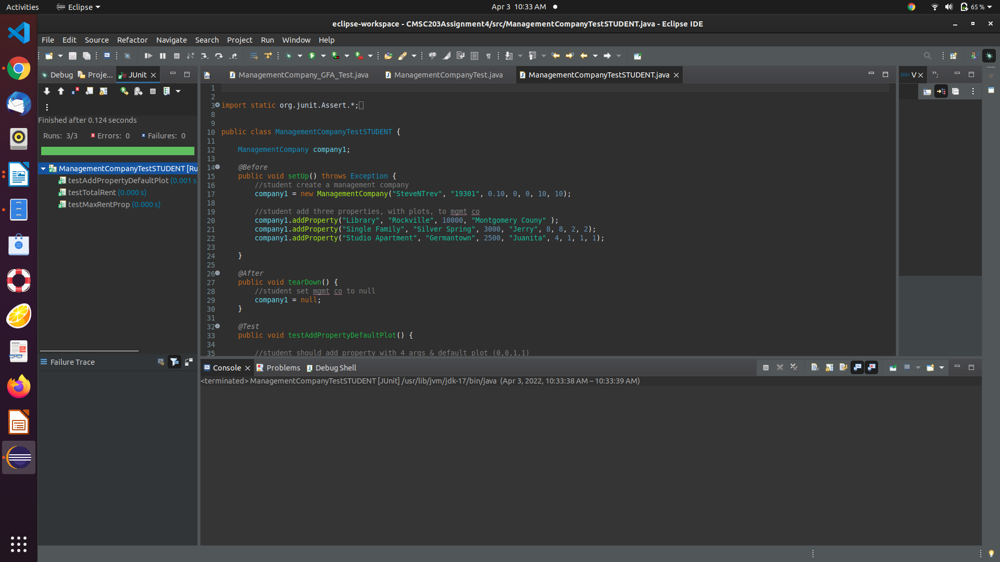 Activities
Eclipse
Apr 3 10:33 AM
65 %
eclipse-workspace - CMSC203Assignment4/src/ManagementCompanyTestSTUDENT.java - Eclipse IDE
File Edit Source Refactor Navigate Search Project Run Window Help
Debug Proje... JUnit
ManagementCompany_GFA_Test.java ManagementCompanyTest.java ManagementCompanyTestSTUDENT.java
(x)= V
»2
Finished after 0.124 seconds
Runs: 3/3 Errors: 0 Failures: 0
ManagementCompanyTestSTUDENT [Ru
testAddPropertyDefaultPlot (0.001 s
testTotalRent (0.000 s)
testMaxRentProp (0.000 s)
Failure Trace
1
2
3 import static org.junit.Assert.*;
8
9
10 public class ManagementCompanyTestSTUDENT {
11
12 ManagementCompany company1;
13
14 @Before
15 public void setUp() throws Exception {
16 //student create a management company
17 company1 = new ManagementCompany("SteveNTrev", "19301", 0.10, 0, 0, 10, 10);
18
19 //student add three properties, with plots, to mgmt co
20 company1.addProperty("Library", "Rockville", 10000, "Montgomery Couny" );
21 company1.addProperty("Single Family", "Silver Spring", 3000, "Jerry", 8, 8, 2, 2);
22 company1.addProperty("Studio Apartment", "Germantown", 2500, "Juanita", 4, 1, 1, 1);
23
24 }
25
26 @After
27 public void tearDown() {
28 //student set mgmt co to null
29 company1 = null;
30 }
31
32 @Test
33 public void testAddPropertyDefaultPlot() {
34
35 //student should add property with 4 args & default plot (0,0,1,1)
Console Problems Debug Shell
<terminated> ManagementCompanyTestSTUDENT [JUnit] /usr/lib/jvm/jdk-17/bin/java (Apr 3, 2022, 10:33:38 AM – 10:33:39 AM)